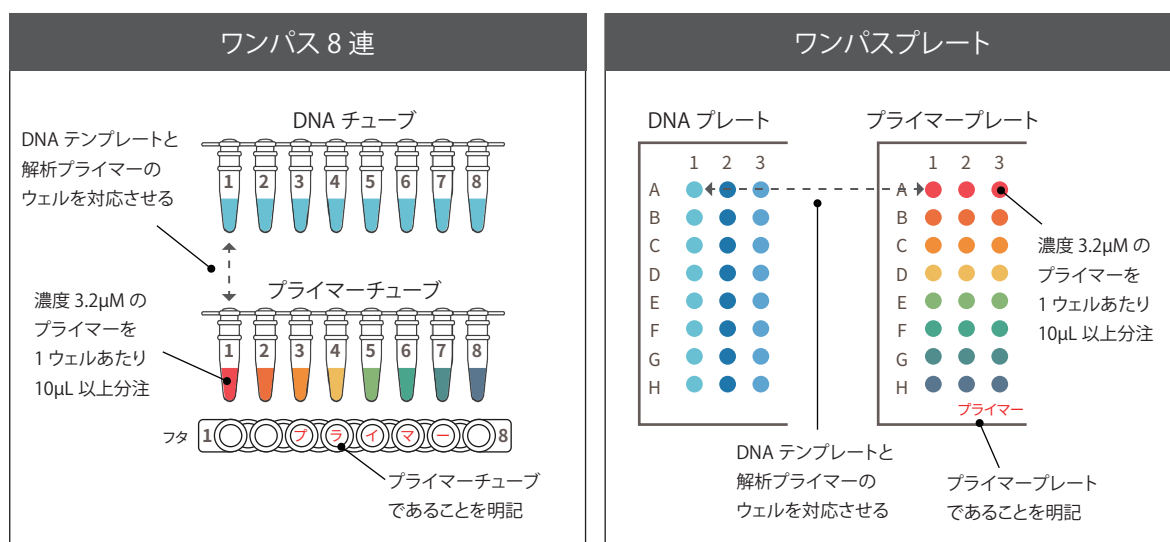 ワンパス 8 連
DNA チューブ
DNA テンプレートと
解析プライマーの
ウェルを対応させる
1 2 3 4 5 6 7 8
プライマーチューブ
濃度 3.2μM の
プライマーを
1 ウェルあたり
10μL 以上分注
1 2 3 4 5 6 7 8
フタ 1 プ ラ イ マ ー 8
プライマーチューブ
であることを明記
ワンパスプレート
DNA プレート
1 2 3
A
B
C
D
E
F
G
H
プライマープレート
1 2 3
A
B
C
D
E
F
G
H
プライマー
濃度 3.2μM の
プライマーを
1 ウェルあたり
10μL 以上分注
DNA テンプレートと
解析プライマーの
ウェルを対応させる
プライマープレート
であることを明記